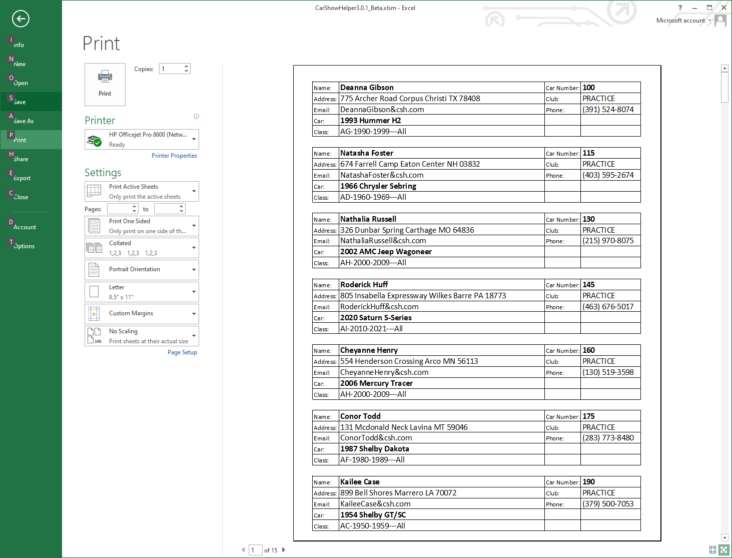 CarShowHelper3.0.1_Beta.xlsm - Excel
?
Microsoft account
I
Info
N
New
O
Open
S
Save
A
Save As
P
Print
H
Share
E
Export
C
Close
D
Account
T
Options
Print
Print
Copies: 1
Printer
HP Officejet Pro 8600 (Netw...
Ready
Printer Properties
Settings
Print Active Sheets
Only print the active sheets
Pages: to
Print One Sided
Only print on one side of th...
Collated
1,2,3 1,2,3 1,2,3
Portrait Orientation
Letter
8.5" x 11"
Custom Margins
No Scaling
Print sheets at their actual size
100
Page Setup
Name: Deanna Gibson Car Number: 100
Address: 775 Archer Road Corpus Christi TX 78408 Club: PRACTICE
Email: DeannaGibson&csh.com Phone: (391) 524-8074
Car: 1993 Hummer H2
Class: AG-1990-1999---All
Name: Natasha Foster Car Number: 115
Address: 674 Farrell Camp Eaton Center NH 03832 Club: PRACTICE
Email: NatashaFoster&csh.com Phone: (403) 595-2674
Car: 1966 Chrysler Sebring
Class: AD-1960-1969---All
Name: Nathalia Russell Car Number: 130
Address: 326 Dunbar Spring Carthage MO 64836 Club: PRACTICE
Email: NathaliaRussell&csh.com Phone: (215) 970-8075
Car: 2002 AMC Jeep Wagoneer
Class: AH-2000-2009---All
Name: Roderick Huff Car Number: 145
Address: 805 Insabella Expressway Wilkes Barre PA 18773 Club: PRACTICE
Email: RoderickHuff&csh.com Phone: (463) 676-5017
Car: 2020 Saturn S-Series
Class: AI-2010-2021---All
Name: Cheyanne Henry Car Number: 160
Address: 554 Henderson Crossing Arco MN 56113 Club: PRACTICE
Email: CheyanneHenry&csh.com Phone: (130) 519-3598
Car: 2006 Mercury Tracer
Class: AH-2000-2009---All
Name: Conor Todd Car Number: 175
Address: 131 Mcdonald Neck Lavina MT 59046 Club: PRACTICE
Email: ConorTodd&csh.com Phone: (283) 773-8480
Car: 1987 Shelby Dakota
Class: AF-1980-1989---All
Name: Kailee Case Car Number: 190
Address: 899 Bell Shores Marrero LA 70072 Club: PRACTICE
Email: KaileeCase&csh.com Phone: (379) 500-7053
Car: 1954 Shelby GT/SC
Class: AC-1950-1959---All
1 of 15